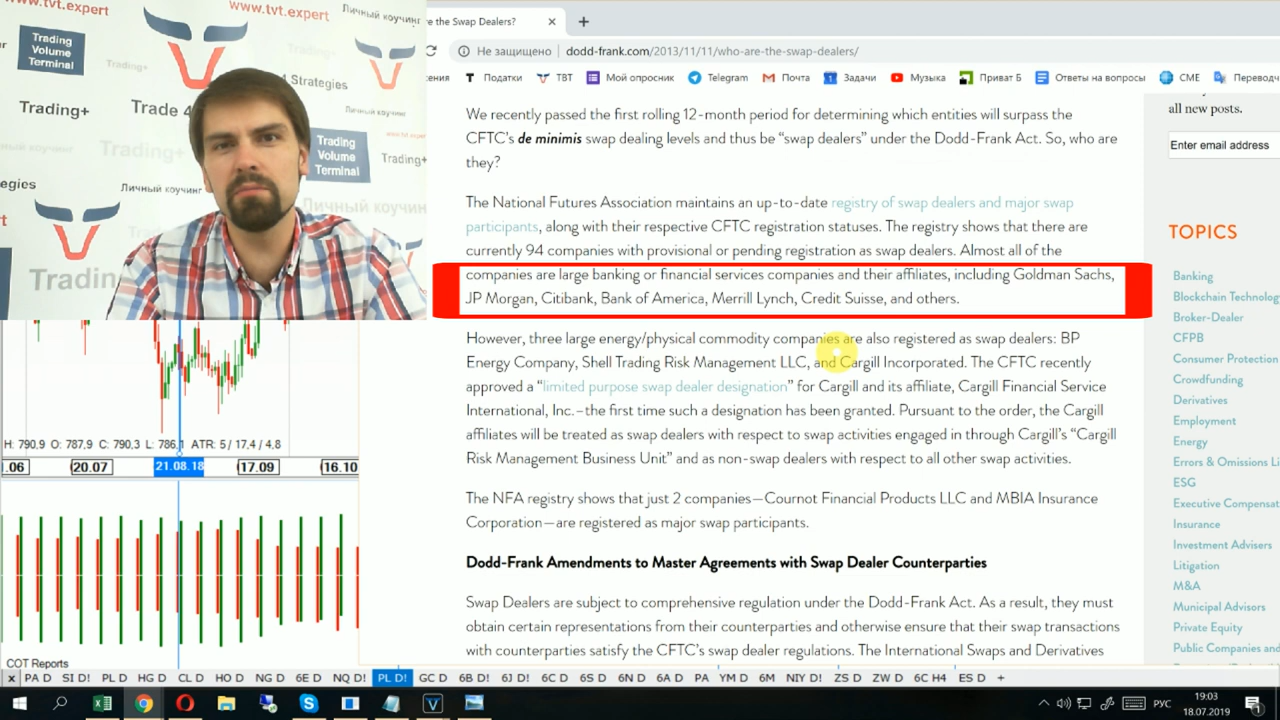 www.tvt.expert
www.tvt.expert
Личный коучинг
Trading
Volume
Terminal
Trading+
4 Strategies
Личный коучинг
Trading+
Trade 4
Личный коучинг
Trading+
Trading
Volume
Terminal
Trading+
Личный коучинг
Личный коучинг
Trading
re the Swap Dealers?
Не защищено
dodd-frank.com/2013/11/11/who-are-the-swap-dealers/
Податки
ТВТ
Мой опросник
Telegram
Почта
Задачи
Музыка
Приват Б
Ответы на вопросы
CME
We recently passed the first rolling 12-month period for determining which entities will surpass the
CFTC’s de minimis swap dealing levels and thus be “swap dealers” under the Dodd-Frank Act. So, who are
they?
The National Futures Association maintains an up-to-date registry of swap dealers and major swap
participants, along with their respective CFTC registration statuses. The registry shows that there are
currently 94 companies with provisional or pending registration as swap dealers. Almost all of the
companies are large banking or financial services companies and their affiliates, including Goldman Sachs,
JP Morgan, Citibank, Bank of America, Merrill Lynch, Credit Suisse, and others.
However, three large energy/physical commodity companies are also registered as swap dealers: BP
Energy Company, Shell Trading Risk Management LLC, and Cargill Incorporated. The CFTC recently
approved a “limited purpose swap dealer designation” for Cargill and its affiliate, Cargill Financial Service
International, Inc.–the first time such a designation has been granted. Pursuant to the order, the Cargill
affiliates will be treated as swap dealers with respect to swap activities engaged in through Cargill’s “Cargill
Risk Management Business Unit” and as non-swap dealers with respect to all other swap activities.
The NFA registry shows that just 2 companies—Cournot Financial Products LLC and MBIA Insurance
Corporation—are registered as major swap participants.
Dodd-Frank Amendments to Master Agreements with Swap Dealer Counterparties
Swap Dealers are subject to comprehensive regulation under the Dodd-Frank Act. As a result, they must
obtain certain representations from their counterparties and otherwise ensure that their swap transactions
with counterparties satisfy the CFTC’s swap dealer regulations. The International Swaps and Derivatives
all new posts.
Enter email address
TOPICS
Banking
Blockchain Technolog
Broker-Dealer
CFPB
Consumer Protection
Crowdfunding
Derivatives
Employment
Energy
Errors & Omissions Li
ESG
Executive Compensat
Insurance
Investment Advisers
Litigation
M&A
Municipal Advisors
Private Equity
Public Companies and
H: 790.9 O: 787.9 C: 790.3 L: 786.1 ATR: 5 / 17.4 / 4.8
.06 20.07 21.08.18 17.09 16.10
COT Reports
x PA D SI D! PL D HG D CL D HO D NG D 6E D NQ D! PL D! GC D 6B D! 6J D! 6C D 6S D 6N D 6A D PA YM D 6M NIY D! ZS D ZW D 6C H4 ES D +
РУС
19:03
18.07.2019